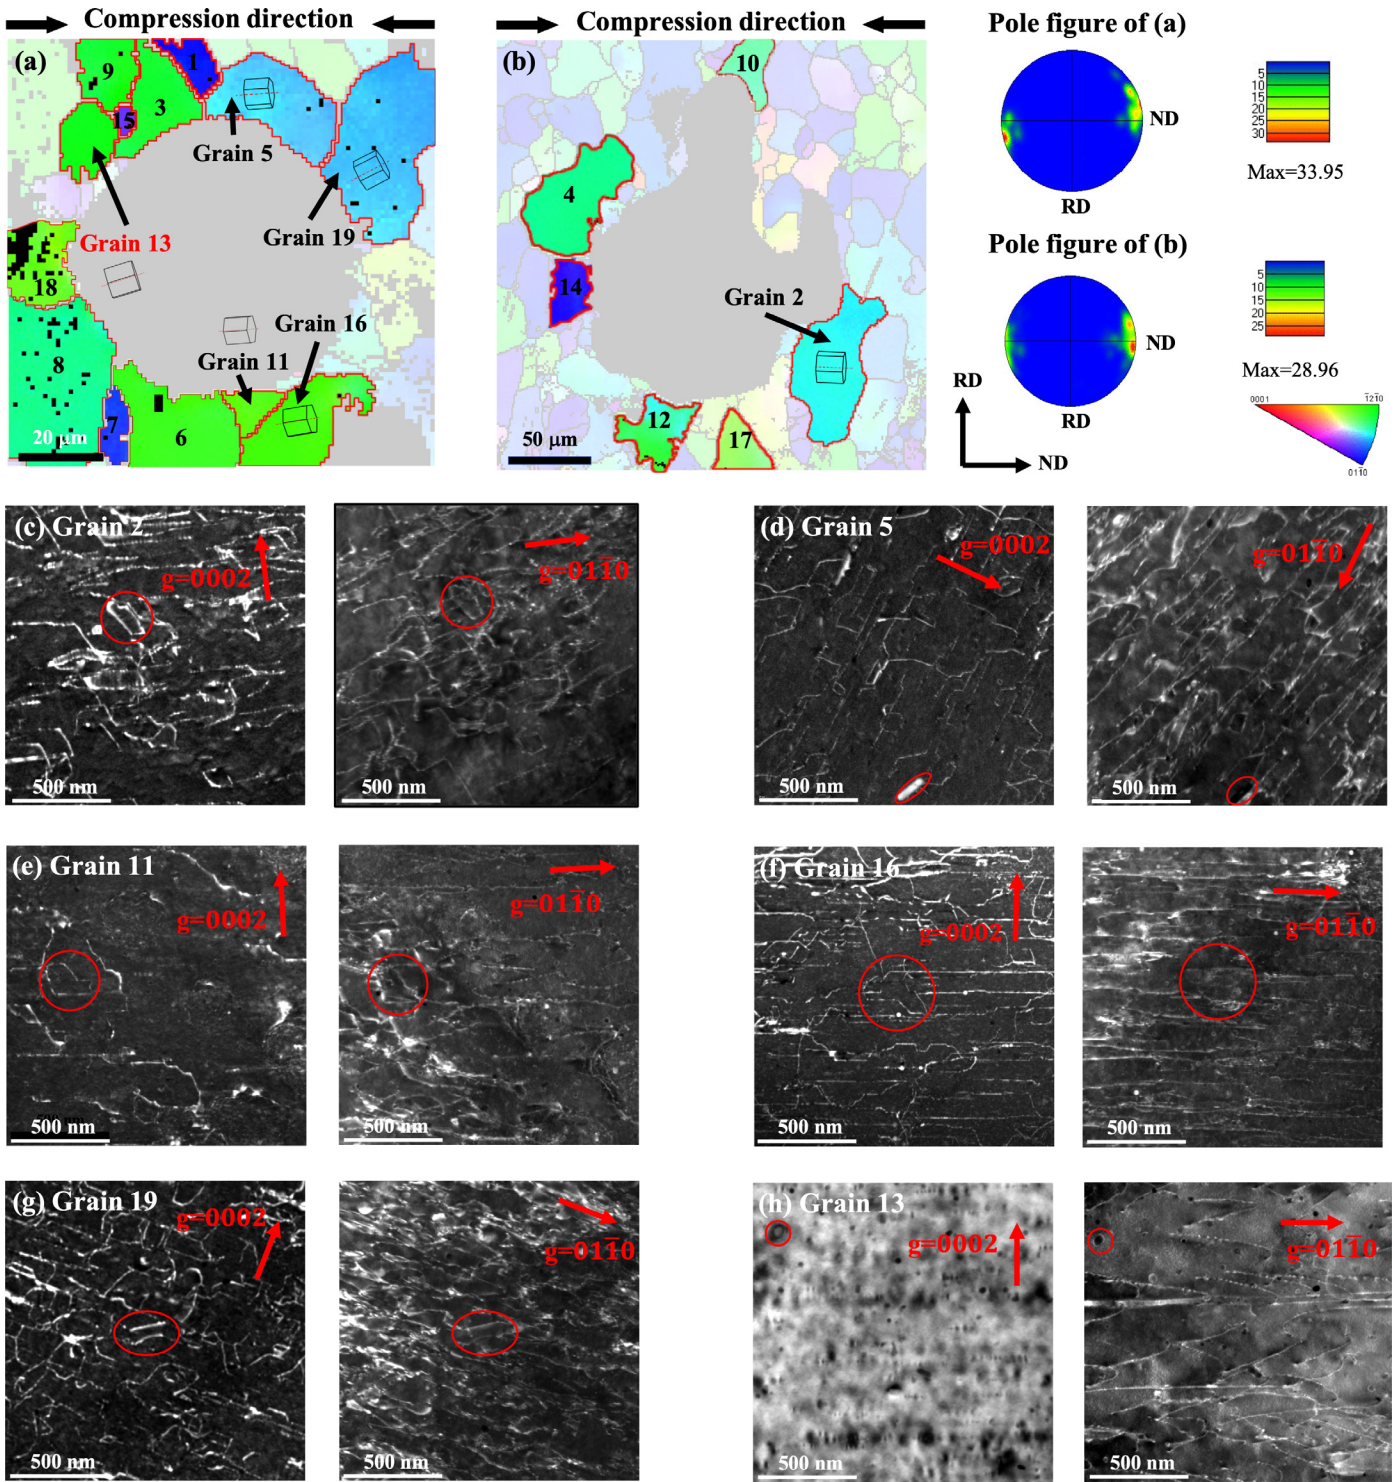 Compression direction
Compression direction
Pole figure of (a)
(a)
9
1
3
15
Grain 5
Grain 13
Grain 19
18
8
Grain 16
Grain 11
7
6
20 μm
(b)
10
4
14
Grain 2
12
17
50 μm
5
10
15
20
25
30
ND
Max=33.95
RD
Pole figure of (b)
5
10
15
20
25
ND
Max=28.96
RD
RD
ND
0001
1̄21̄0
011̄0
(c) Grain 2
g=0002
500 nm
g=011̄0
500 nm
(d) Grain 5
g=0002
500 nm
g=011̄0
500 nm
(e) Grain 11
g=0002
500 nm
g=011̄0
500 nm
(f) Grain 16
g=0002
500 nm
g=011̄0
500 nm
(g) Grain 19
g=0002
500 nm
g=011̄0
500 nm
(h) Grain 13
g=0002
500 nm
g=011̄0
500 nm